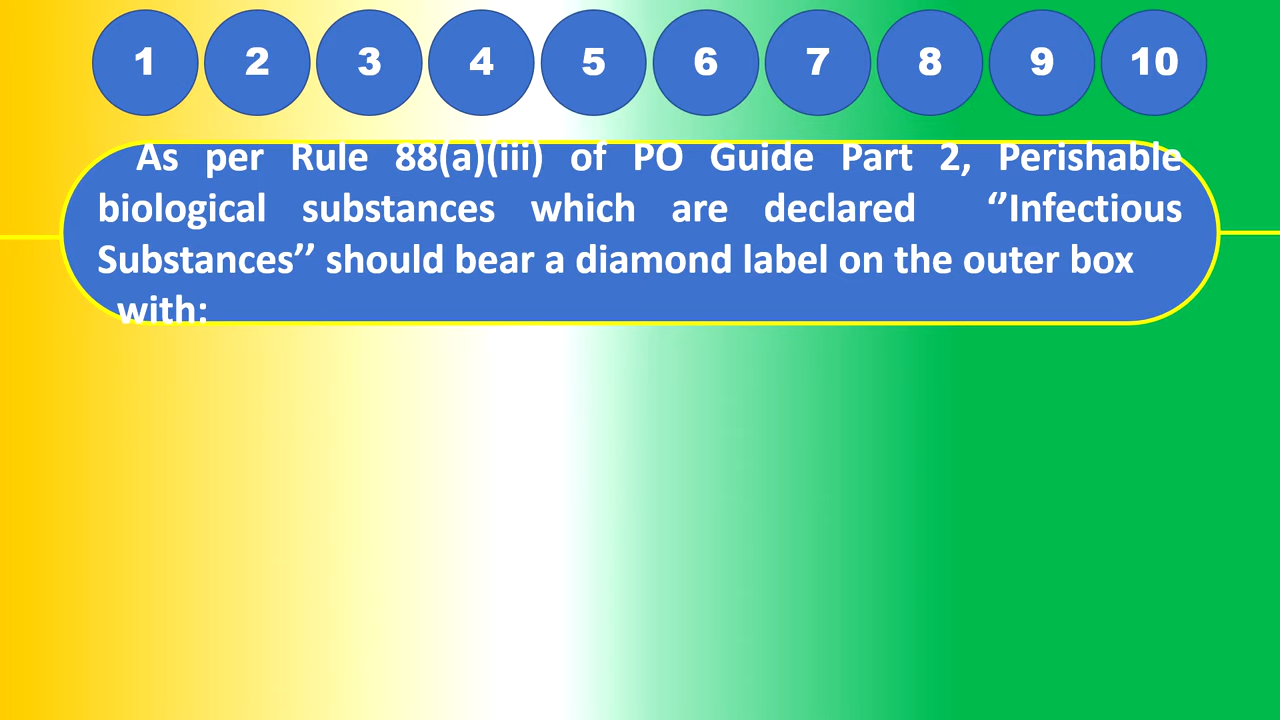 1 2 3 4 5 6 7 8 9 10
As per Rule 88(a)(iii) of PO Guide Part 2, Perishable
biological substances which are declared ‘’Infectious
Substances’’ should bear a diamond label on the outer box
with: